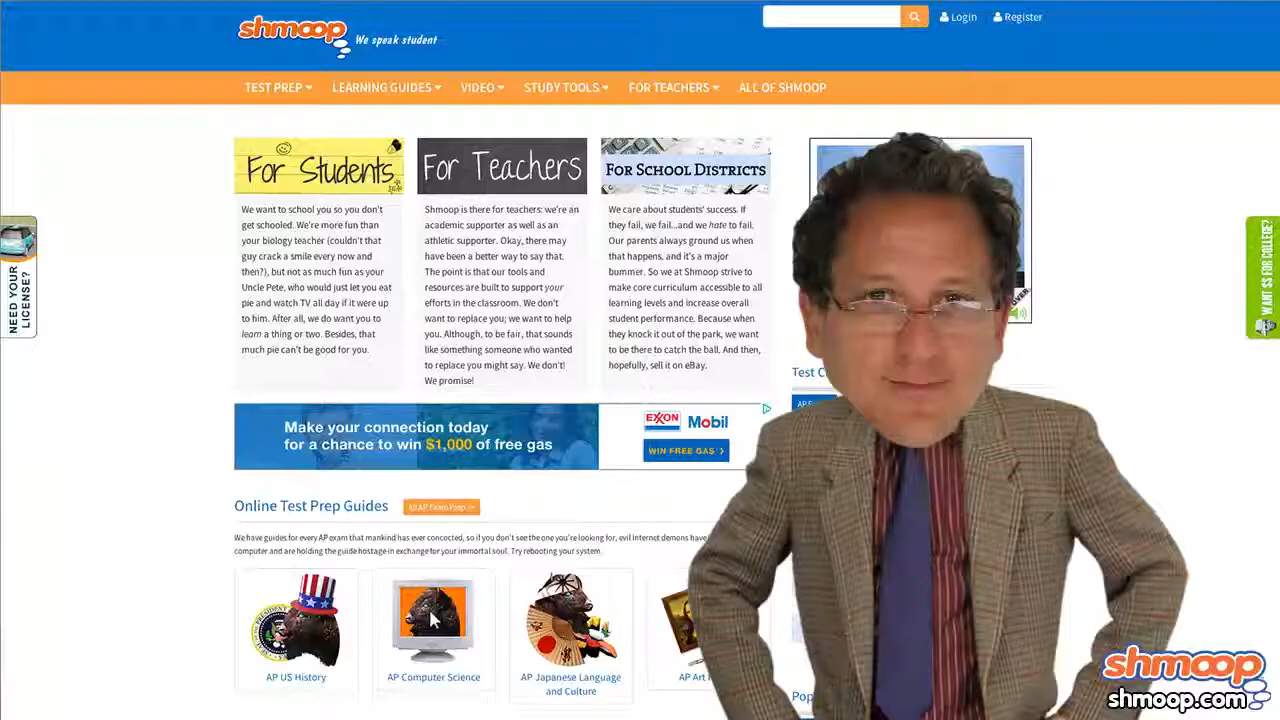 shmoop
We speak student
Login
Register
TEST PREP
LEARNING GUIDES
VIDEO
STUDY TOOLS
FOR TEACHERS
ALL OF SHMOOP
For Students
We want to school you so you don't
get schooled. We're more fun than
your biology teacher (couldn't that
guy crack a smile every now and
then?), but not as much fun as your
Uncle Pete, who would just let you eat
pie and watch TV all day if it were up
to him. After all, we do want you to
learn a thing or two. Besides, that
much pie can't be good for you.
For Teachers
Shmoop is there for teachers: we're an
academic supporter as well as an
athletic supporter. Okay, there may
have been a better way to say that.
The point is that our tools and
resources are built to support your
efforts in the classroom. We don't
want to replace you; we want to help
you. Although, to be fair, that sounds
like something someone who wanted
to replace you might say. We don't!
We promise!
FOR SCHOOL DISTRICTS
We care about students' success. If
they fail, we fail...and we hate to fail.
Our parents always ground us when
that happens, and it's a major
bummer. So we at Shmoop strive to
make core curriculum accessible to all
learning levels and increase overall
student performance. Because when
they knock it out of the park, we want
to be there to catch the ball. And then,
hopefully, sell it on eBay.
NEED YOUR
LICENSE?
WANT $$ FOR COLLEGE?
Test
Make your connection today
for a chance to win $1,000 of free gas
EXXON Mobil
WIN FREE GAS >
Online Test Prep Guides
All AP Exam Prep
We have guides for every AP exam that mankind has ever concocted, so if you don't see the one you're looking for, evil Internet demons have
computer and are holding the guide hostage in exchange for your immortal soul. Try rebooting your system.
AP US History
AP Computer Science
AP Japanese Language
and Culture
AP Art
shmoop
shmoop.com